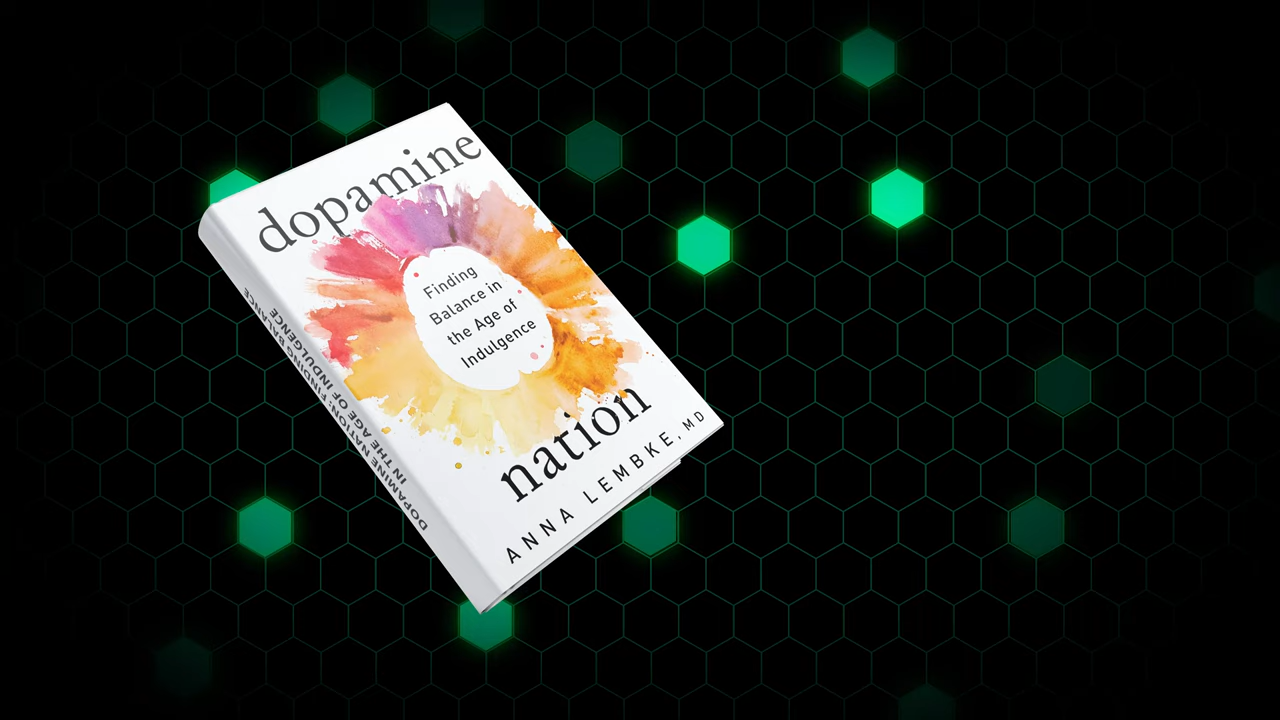 dopamine
Finding
Balance in
the Age of
Indulgence
nation
ANNA LEMBKE, MD
DOPAMINE NATION: FINDING BALANCE
IN THE AGE OF INDULGENCE